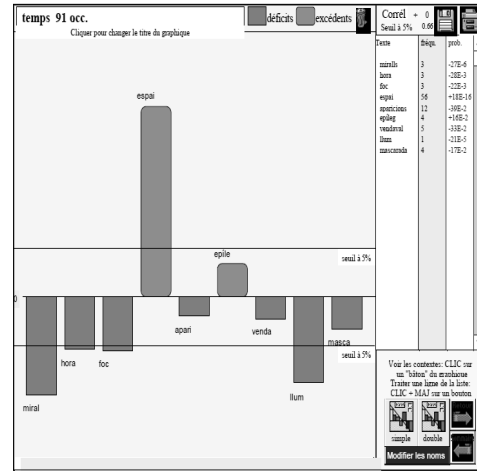 temps 91 occ.
Cliquer pour changer le titre du graphique
déficits excédents
Corrél + 0
Seuil à 5% 0.66
Texte fréqu. prob.
miralls 3 -27E-6
hora 3 -28E-3
foc 3 -22E-3
espai 56 +18E-16
aparicions 12 -39E-2
epíleg 4 +16E-2
vendaval 5 -33E-2
llum 1 -21E-5
mascarada 4 -17E-2
espai
seuil à 5%
epile
0
apari
venda
masca
hora
foc
seuil à 5%
llum
miral
Voir les contextes: CLIC sur
un "bâton" du graphique
Traiter une ligne de la liste:
CLIC + MAJ sur un bouton
simple double
Modifier les noms